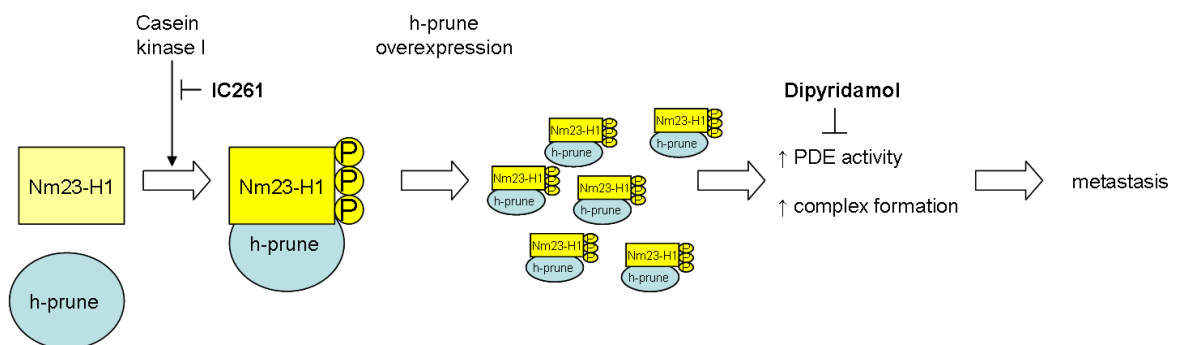 Casein
kinase I
IC261
h-prune
overexpression
Dipyridamol
Nm23-H1
h-prune
Nm23-H1
P
P
P
h-prune
Nm23-H1
P
P
P
h-prune
Nm23-H1
P
P
P
h-prune
Nm23-H1
P
P
P
h-prune
Nm23-H1
P
P
P
h-prune
Nm23-H1
P
P
P
h-prune
Nm23-H1
P
P
P
h-prune
↑ PDE activity
↑ complex formation
metastasis